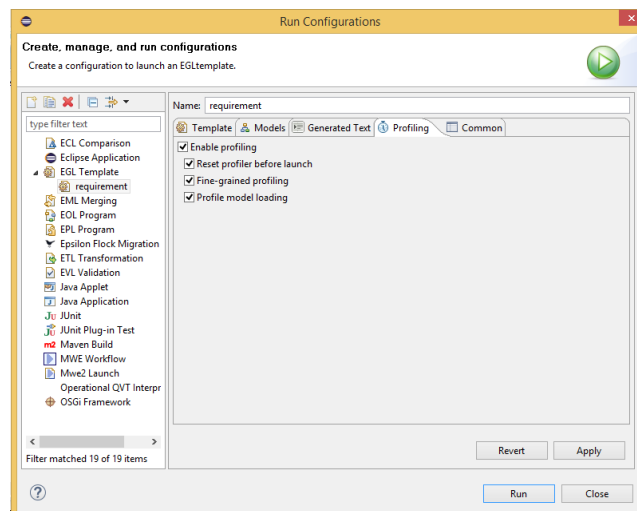 Run Configurations
Create, manage, and run configurations
Create a configuration to launch an EGLtemplate.
type filter text
ECL Comparison
Eclipse Application
EGL Template
requirement
EML Merging
EOL Program
EPL Program
Epsilon Flock Migration
ETL Transformation
EVL Validation
Java Applet
Java Application
Ju JUnit
JUnit Plug-in Test
m2 Maven Build
MWE Workflow
Mwe2 Launch
Operational QVT Interpr
OSGi Framework
Filter matched 19 of 19 items
Name: requirement
Template Models Generated Text Profiling Common
Enable profiling
Reset profiler before launch
Fine-grained profiling
Profile model loading
Revert Apply
Run Close